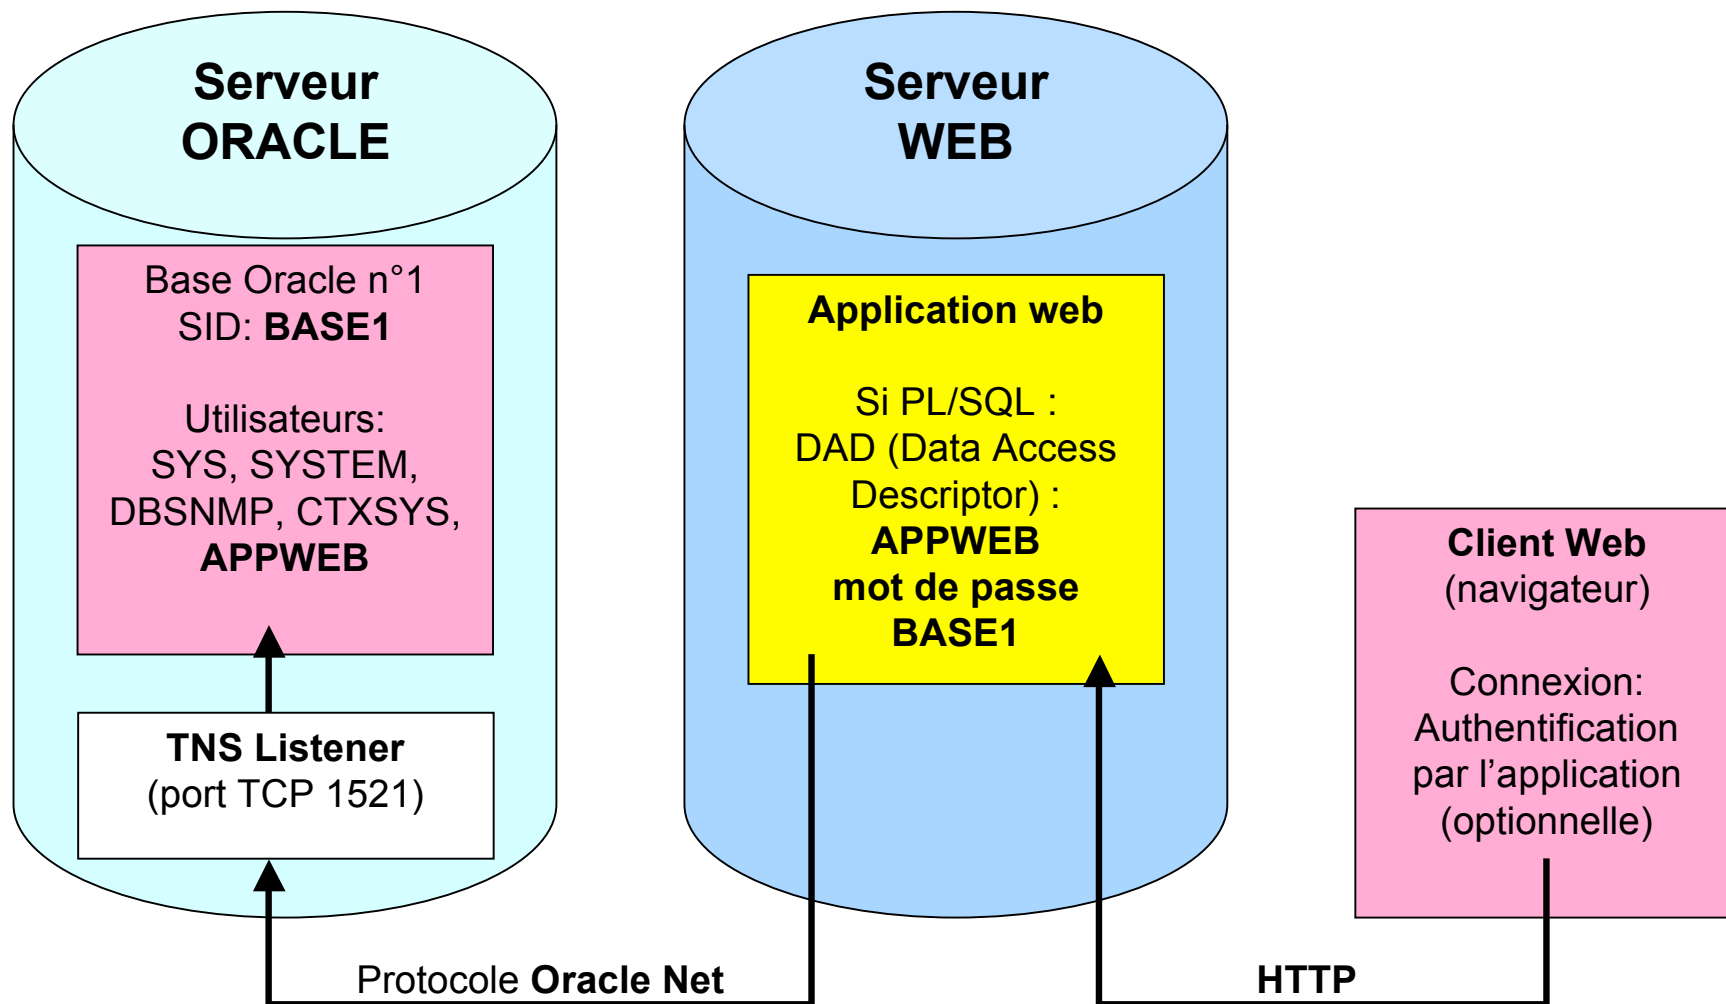 Serveur
ORACLE
Base Oracle n°1
SID: BASE1
Utilisateurs:
SYS, SYSTEM,
DBSNMP, CTXSYS,
APPWEB
TNS Listener
(port TCP 1521)
Serveur
WEB
Application web
Si PL/SQL :
DAD (Data Access
Descriptor) :
APPWEB
mot de passe
BASE1
Client Web
(navigateur)
Connexion:
Authentification
par l’application
(optionnelle)
Protocole Oracle Net
HTTP